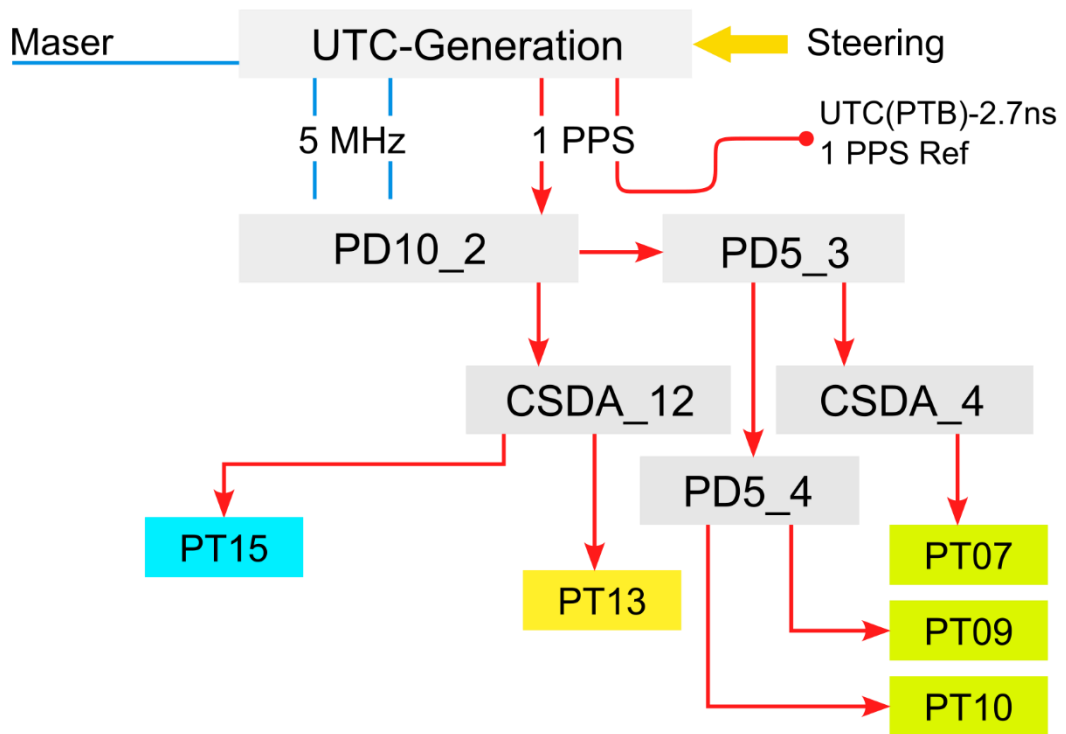 Maser
UTC-Generation
Steering
5 MHz
1 PPS
UTC(PTB)-2.7ns
1 PPS Ref
PD10_2
PD5_3
CSDA_12
CSDA_4
PD5_4
PT15
PT07
PT13
PT09
PT10